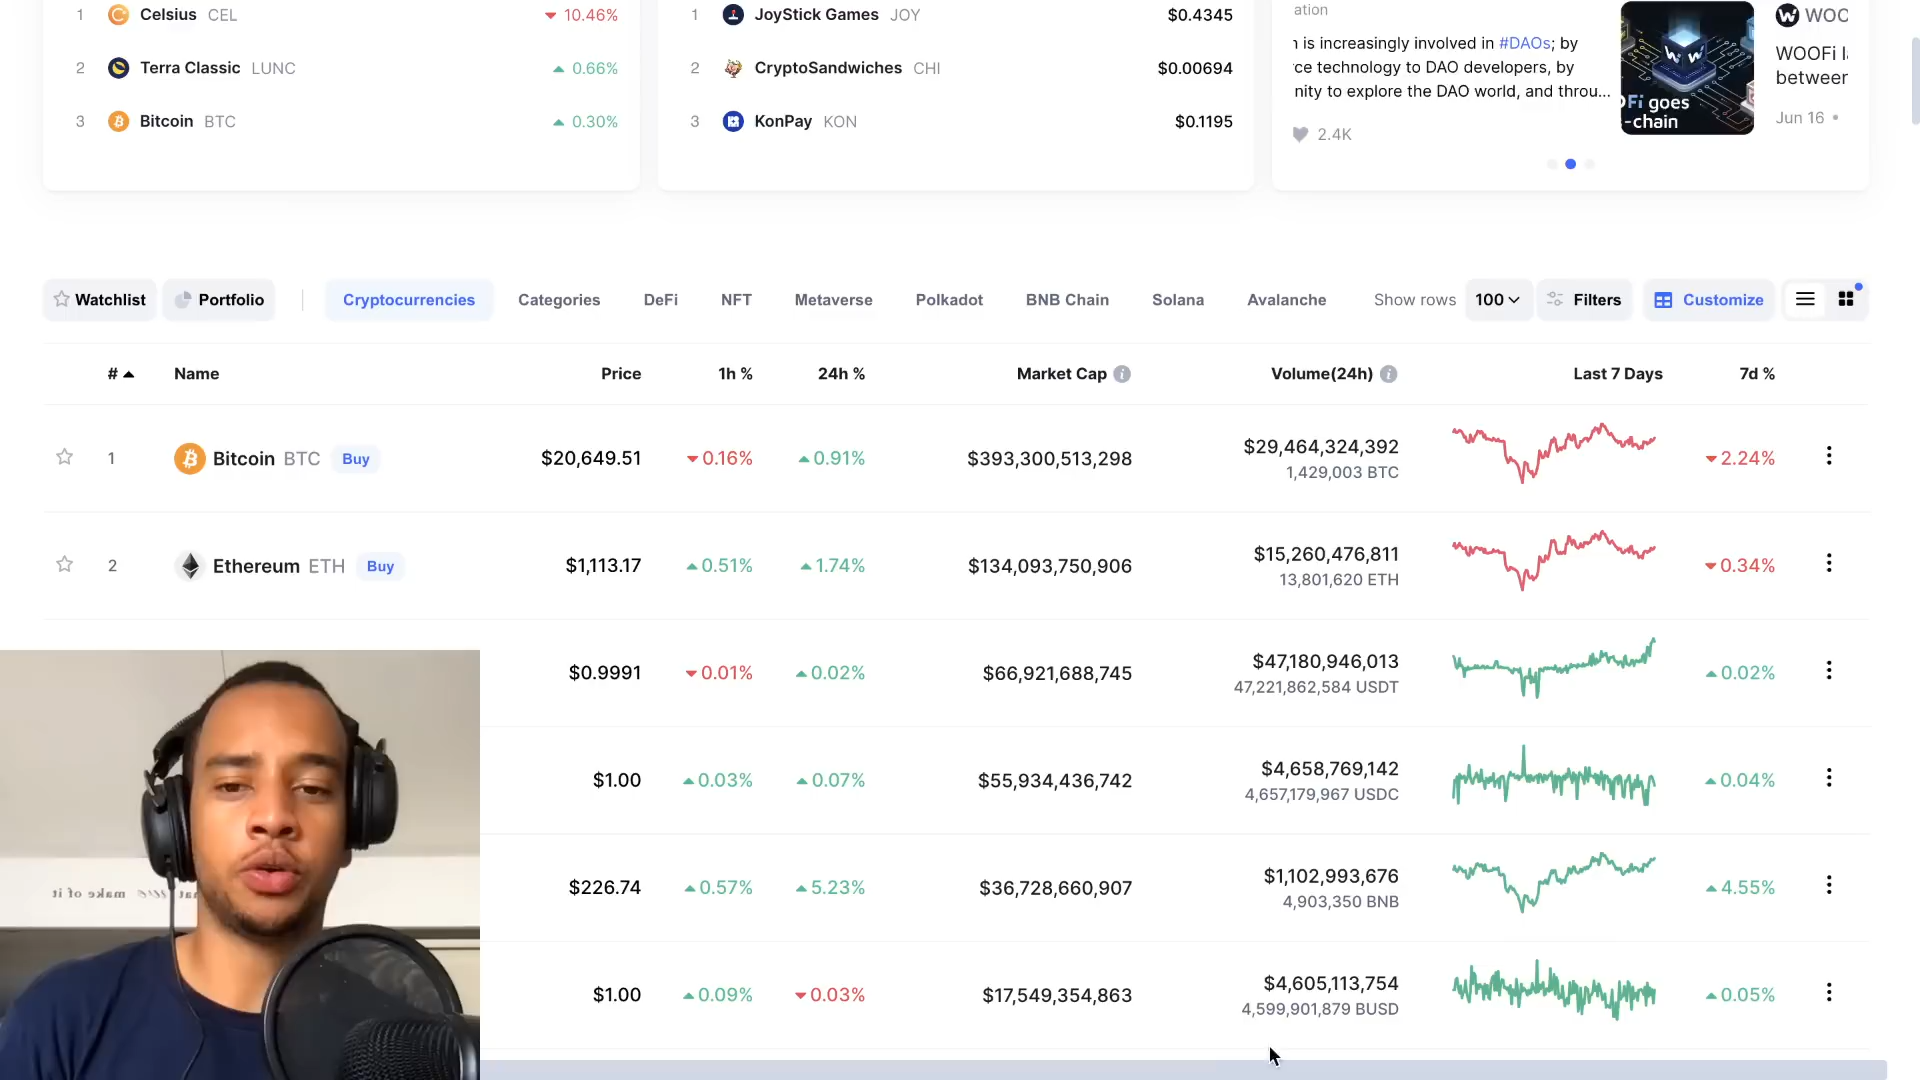 1 Celsius CEL 10.46%
2 Terra Classic LUNC 0.66%
3 Bitcoin BTC 0.30%
1 JoyStick Games JOY $0.4345
2 CryptoSandwiches CHI $0.00694
3 KonPay KON $0.1195
ation
is increasingly involved in #DAOs; by
ce technology to DAO developers, by
nity to explore the DAO world, and throu...
2.4K
Fi goes
-chain
WOO
WOOFi
between
Jun 16 •
Watchlist Portfolio Cryptocurrencies Categories DeFi NFT Metaverse Polkadot BNB Chain Solana Avalanche Show rows 100 Filters Customize
# Name Price 1h % 24h % Market Cap Volume(24h) Last 7 Days 7d %
1 Bitcoin BTC Buy $20,649.51 0.16% 0.91% $393,300,513,298 $29,464,324,392 2.24%
1,429,003 BTC
2 Ethereum ETH Buy $1,113.17 0.51% 1.74% $134,093,750,906 $15,260,476,811 0.34%
13,801,620 ETH
$0.9991 0.01% 0.02% $66,921,688,745 $47,180,946,013 0.02%
47,221,862,584 USDT
$1.00 0.03% 0.07% $55,934,436,742 $4,658,769,142 0.04%
4,657,179,967 USDC
$226.74 0.57% 5.23% $36,728,660,907 $1,102,993,676 4.55%
4,903,350 BNB
$1.00 0.09% 0.03% $17,549,354,863 $4,605,113,754 0.05%
4,599,901,879 BUSD
make of it